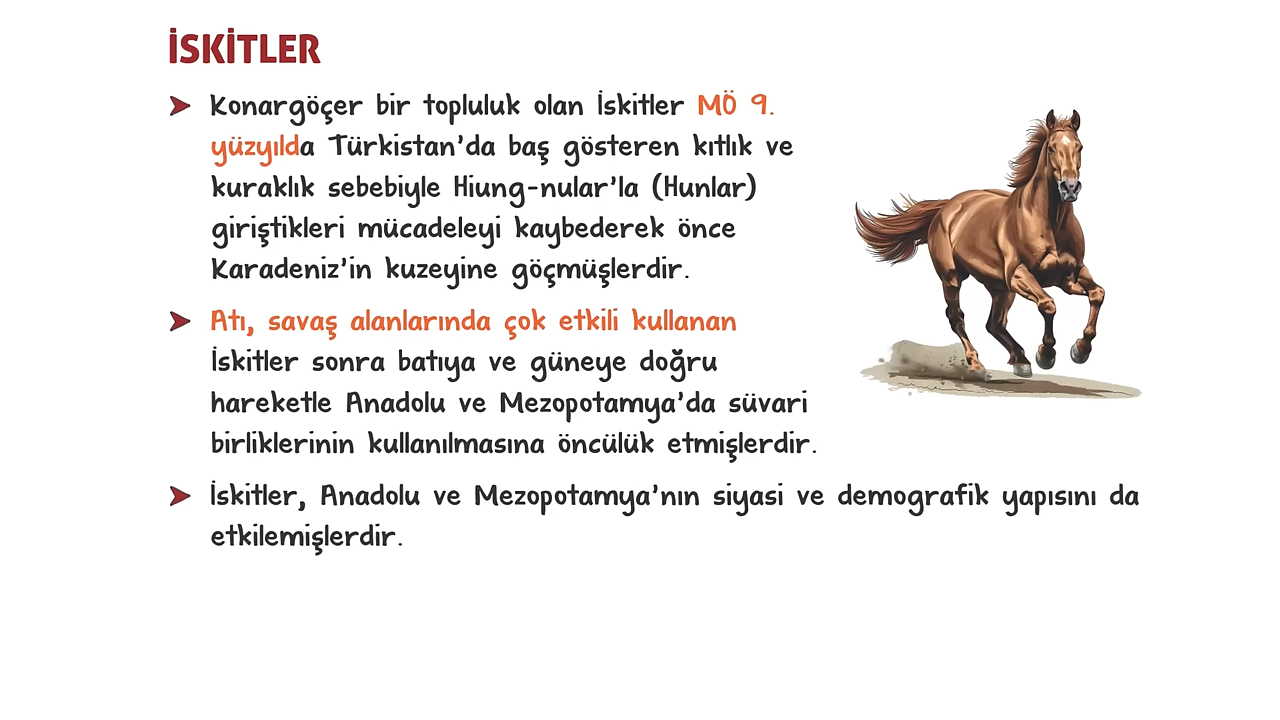 İSKİTLER
➤ Konargöçer bir topluluk olan İskitler MÖ 9.
yüzyılda Türkistan'da baş gösteren kıtlık ve
kuraklık sebebiyle Hiung-nular'la (Hunlar)
giriştikleri mücadeleyi kaybederek önce
Karadeniz'in kuzeyine göçmüşlerdir.
➤ Atı, savaş alanlarında çok etkili kullanan
İskitler sonra batıya ve güneye doğru
hareketle Anadolu ve Mezopotamya'da süvari
birliklerinin kullanılmasına öncülük etmişlerdir.
➤ İskitler, Anadolu ve Mezopotamya'nın siyasi ve demografik yapısını da
etkilemişlerdir.